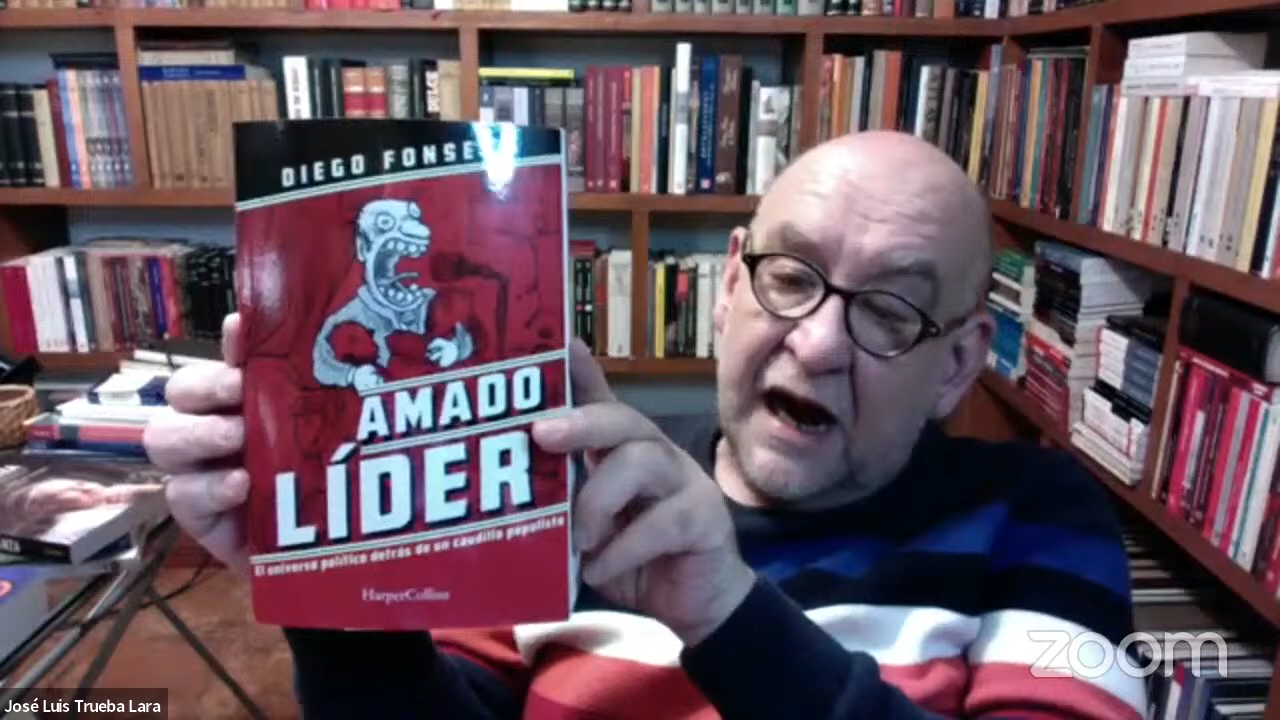 DIEGO FONSE
AMADO
LÍDER
El universo político detrás de un caudillo populista
HarperCollins
zoom
José Luis Trueba Lara